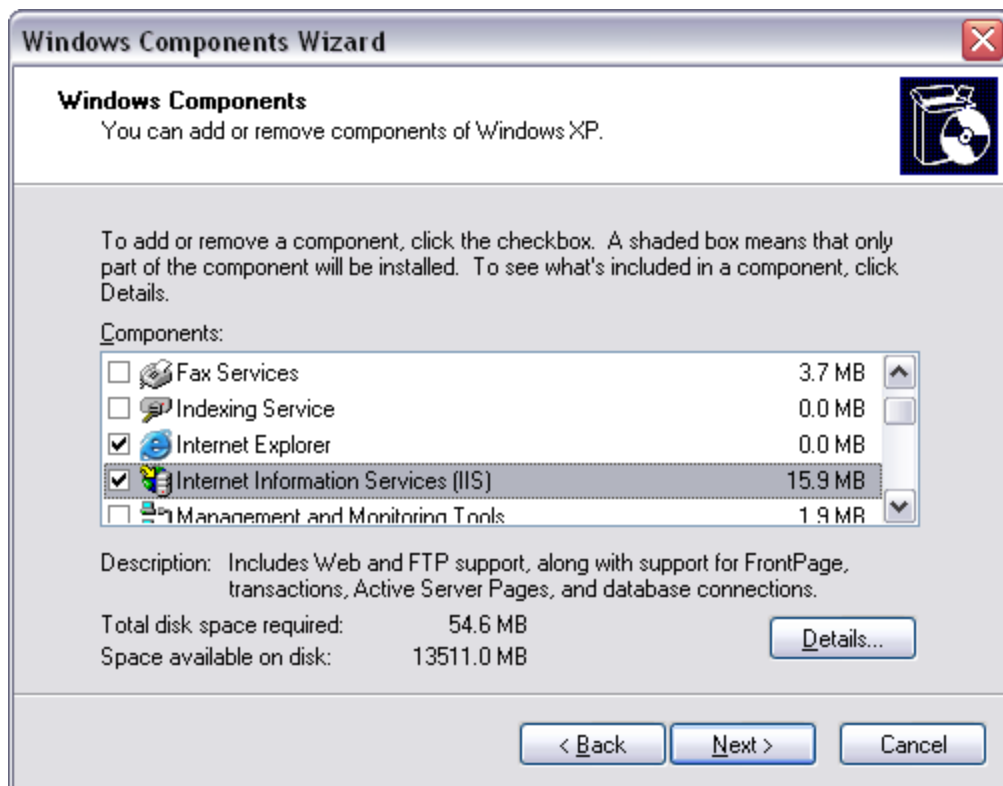 Windows Components Wizard
Windows Components
You can add or remove components of Windows XP.
To add or remove a component, click the checkbox. A shaded box means that only
part of the component will be installed. To see what's included in a component, click
Details.
Components:
Fax Services 3.7 MB
Indexing Service 0.0 MB
Internet Explorer 0.0 MB
Internet Information Services (IIS) 15.9 MB
Management and Monitoring Tools 1.9 MB
Description: Includes Web and FTP support, along with support for FrontPage,
transactions, Active Server Pages, and database connections.
Total disk space required: 54.6 MB
Space available on disk: 13511.0 MB
Details...
< Back Next > Cancel